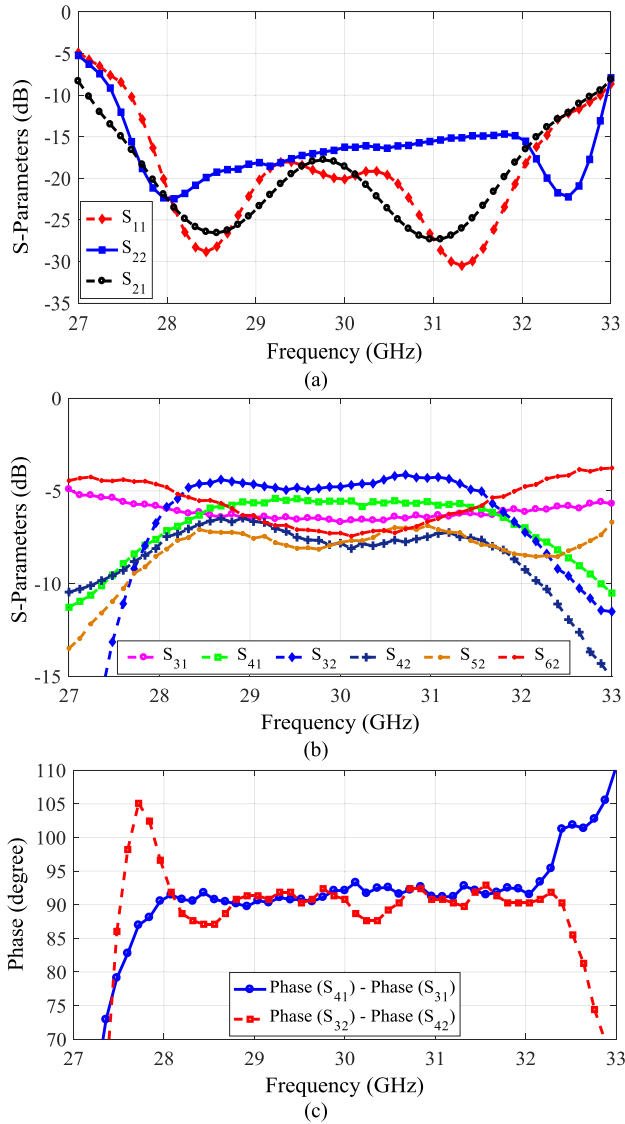 0
-5
-10
-15
-20
-25
-30
-35
S-Parameters (dB)
S11
S22
S21
27 28 29 30 31 32 33
Frequency (GHz)
(a)
0
-5
-10
-15
S-Parameters (dB)
S31 S41 S32 S42 S52 S62
27 28 29 30 31 32 33
Frequency (GHz)
(b)
110
105
100
95
90
85
80
75
70
Phase (degree)
Phase (S41) - Phase (S31)
Phase (S32) - Phase (S42)
27 28 29 30 31 32 33
Frequency (GHz)
(c)